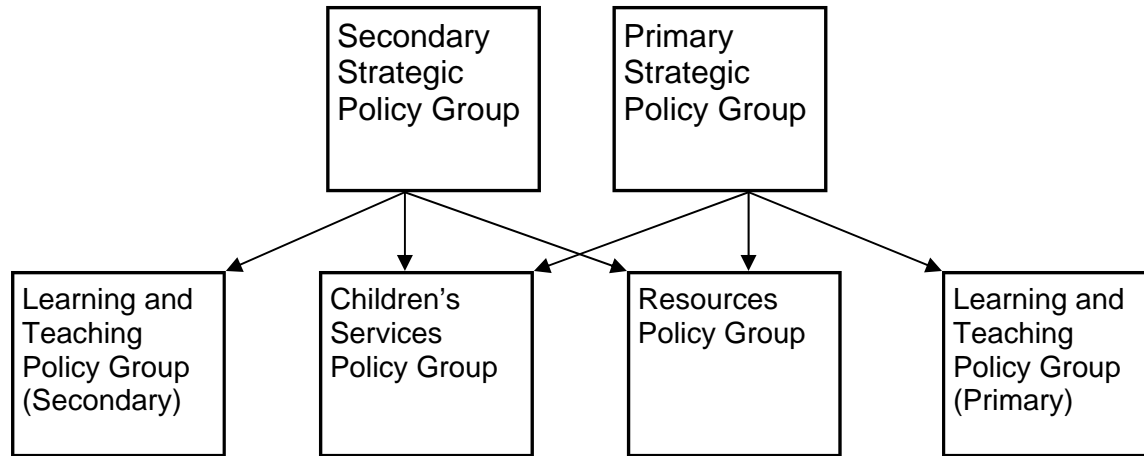 Secondary
Strategic
Policy Group
Primary
Strategic
Policy Group
Learning and
Teaching
Policy Group
(Secondary)
Children’s
Services
Policy Group
Resources
Policy Group
Learning and
Teaching
Policy Group
(Primary)